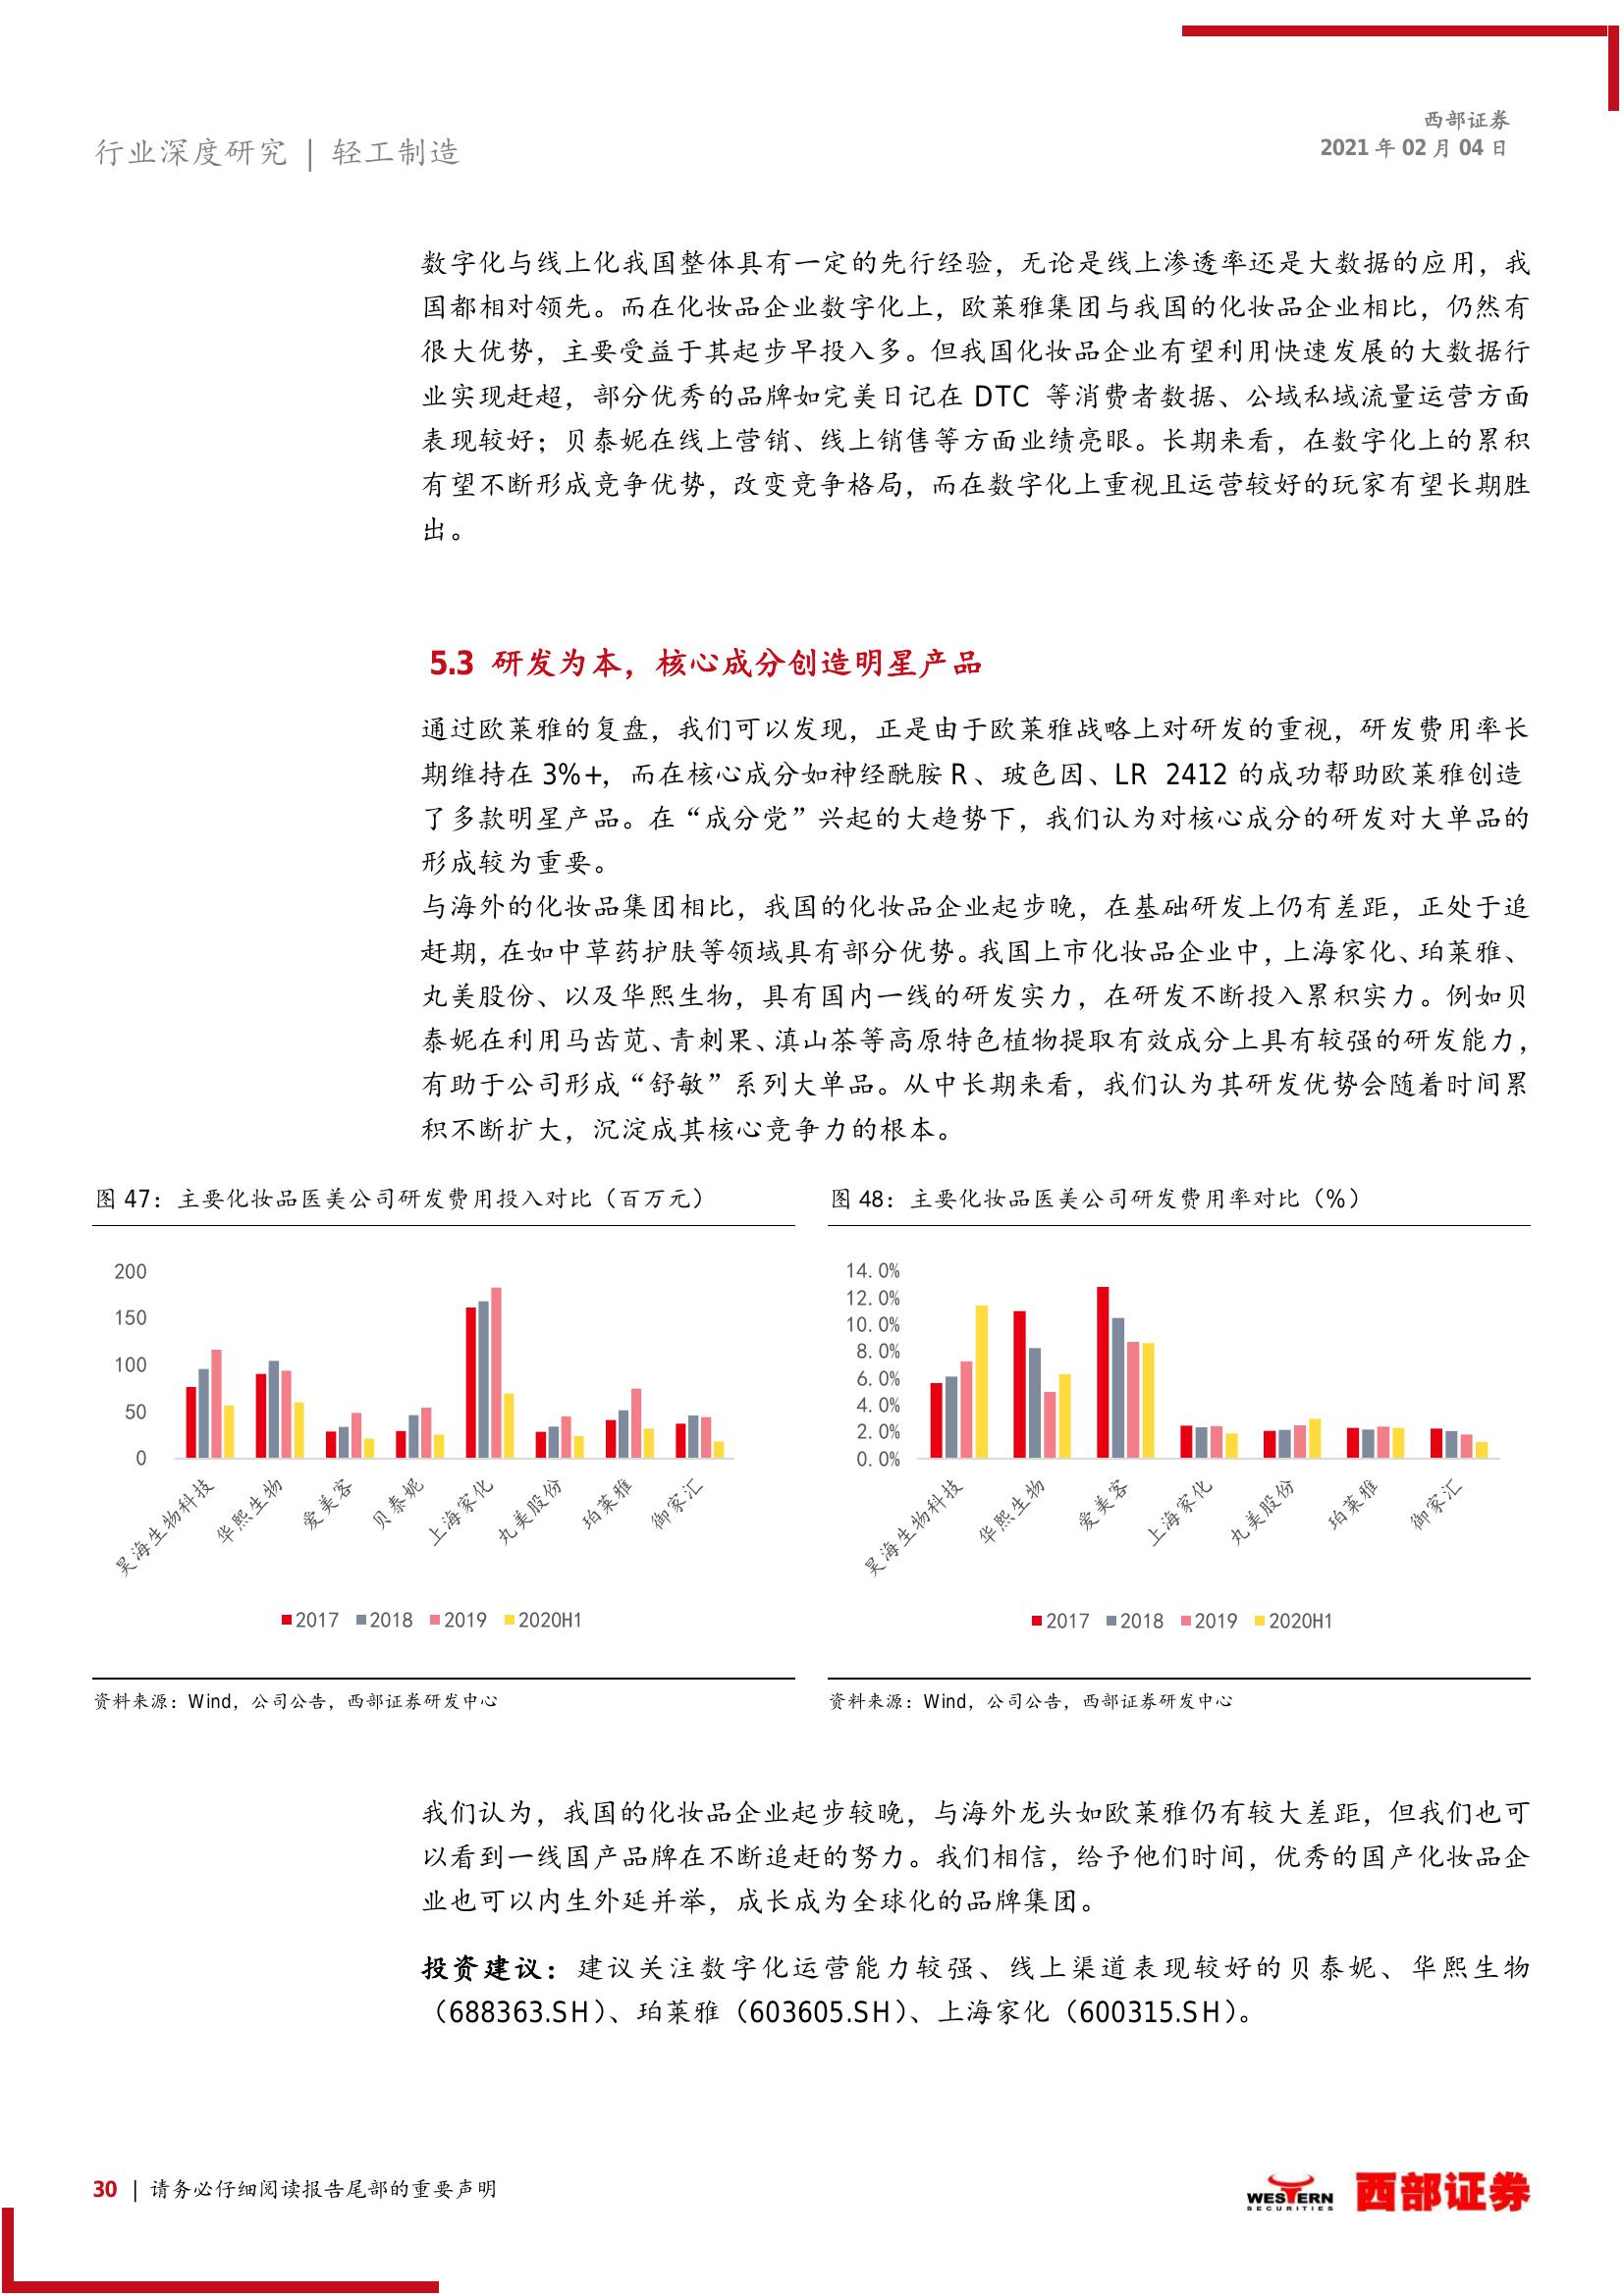 行业深度研究 | 轻工制造
西部证券
2021 年 02 月 04 日
数字化与线上化我国整体具有一定的先行经验，无论是线上渗透率还是大数据的应用，我
国都相对领先。而在化妆品企业数字化上，欧莱雅集团与我国的化妆品企业相比，仍然有
很大优势，主要受益于其起步早投入多。但我国化妆品企业有望利用快速发展的大数据行
业实现赶超，部分优秀的品牌如完美日记在 DTC 等消费者数据、公域私域流量运营方面
表现较好；贝泰妮在线上营销、线上销售等方面业绩亮眼。长期来看，在数字化上的累积
有望不断形成竞争优势，改变竞争格局，而在数字化上重视且运营较好的玩家有望长期胜
出。
5.3 研发为本，核心成分创造明星产品
通过欧莱雅的复盘，我们可以发现，正是由于欧莱雅战略上对研发的重视，研发费用率长
期维持在 3%+，而在核心成分如神经酰胺 R、玻色因、LR 2412 的成功帮助欧莱雅创造
了多款明星产品。在“成分党”兴起的大趋势下，我们认为对核心成分的研发对大单品的
形成较为重要。
与海外的化妆品集团相比，我国的化妆品企业起步晚，在基础研发上仍有差距，正处于追
赶期，在如中草药护肤等领域具有部分优势。我国上市化妆品企业中，上海家化、珀莱雅、
丸美股份、以及华熙生物，具有国内一线的研发实力，在研发不断投入累积实力。例如贝
泰妮在利用马齿苋、青刺果、滇山茶等高原特色植物提取有效成分上具有较强的研发能力，
有助于公司形成“舒敏”系列大单品。从中长期来看，我们认为其研发优势会随着时间累
积不断扩大，沉淀成其核心竞争力的根本。
图 47：主要化妆品医美公司研发费用投入对比（百万元）
200
150
100
50
0
昊海生物科技
华熙生物
爱美客
贝泰妮
上海家化
丸美股份
珀莱雅
御家汇
2017 2018 2019 2020H1
资料来源：Wind，公司公告，西部证券研发中心
图 48：主要化妆品医美公司研发费用率对比（%）
14.0%
12.0%
10.0%
8.0%
6.0%
4.0%
2.0%
0.0%
昊海生物科技
华熙生物
爱美客
上海家化
丸美股份
珀莱雅
御家汇
2017 2018 2019 2020H1
资料来源：Wind，公司公告，西部证券研发中心
我们认为，我国的化妆品企业起步较晚，与海外龙头如欧莱雅仍有较大差距，但我们也可
以看到一线国产品牌在不断追赶的努力。我们相信，给予他们时间，优秀的国产化妆品企
业也可以内生外延并举，成长成为全球化的品牌集团。
投资建议：建议关注数字化运营能力较强、线上渠道表现较好的贝泰妮、华熙生物
（688363.SH）、珀莱雅（603605.SH）、上海家化（600315.SH）。
30 | 请务必仔细阅读报告尾部的重要声明
WESTERN
SECURITIES
西部证券